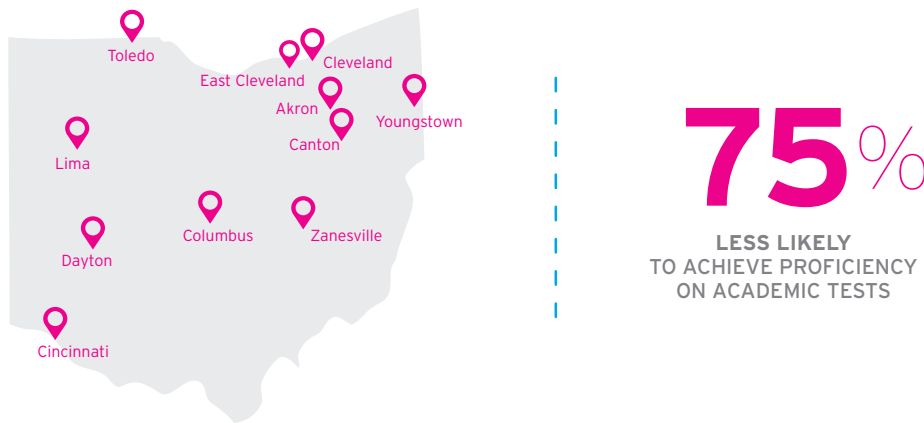 Toledo
Cleveland
East Cleveland
Akron
Youngstown
Canton
Lima
Columbus
Zanesville
Dayton
Cincinnati
75%
LESS LIKELY
TO ACHIEVE PROFICIENCY
ON ACADEMIC TESTS